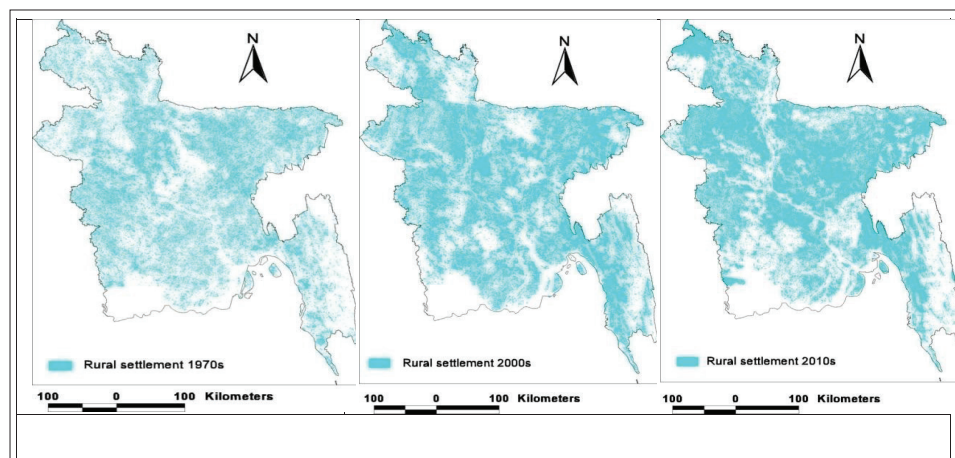 N
N
N
Rural settlement 1970s
Rural settlement 2000s
Rural settlement 2010s
100 0 100 Kilometers
100 0 100 Kilometers
100 0 100 Kilometers